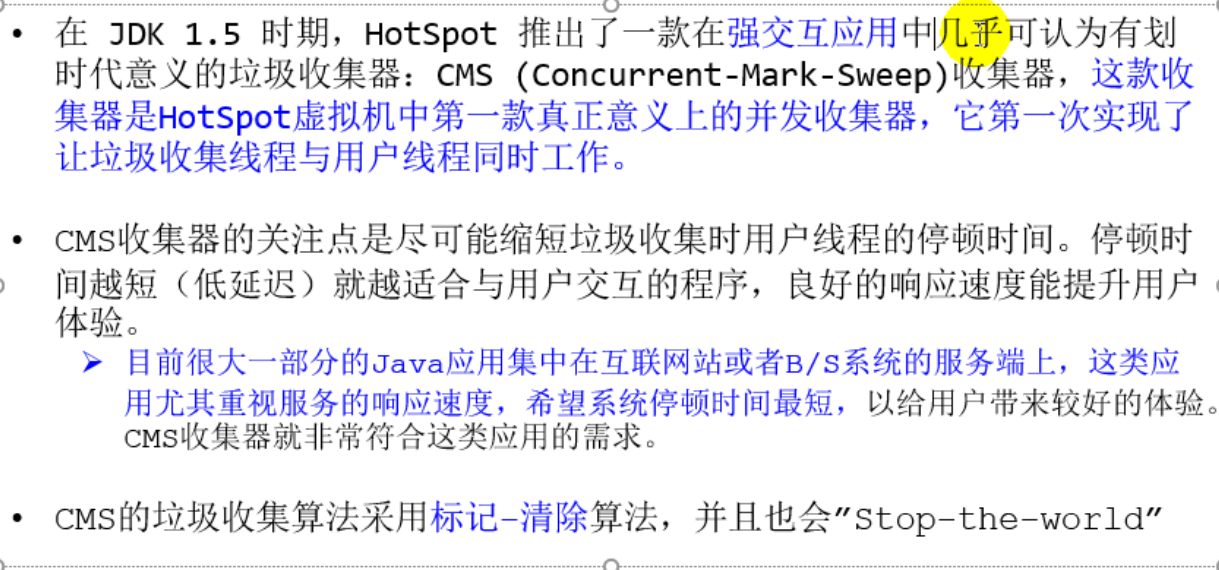 • 在 JDK 1.5 时期，HotSpot 推出了一款在强交互应用中几乎可认为有划
时代意义的垃圾收集器：CMS (Concurrent-Mark-Sweep)收集器，这款收
集器是HotSpot虚拟机中第一款真正意义上的并发收集器，它第一次实现了
让垃圾收集线程与用户线程同时工作。
• CMS收集器的关注点是尽可能缩短垃圾收集时用户线程的停顿时间。停顿时
间越短（低延迟）就越适合与用户交互的程序，良好的响应速度能提升用户
体验。
➢ 目前很大一部分的Java应用集中在互联网站或者B/S系统的服务端上，这类应
用尤其重视服务的响应速度，希望系统停顿时间最短，以给用户带来较好的体验。
CMS收集器就非常符合这类应用的需求。
• CMS的垃圾收集算法采用标记-清除算法，并且也会″Stop-the-world″